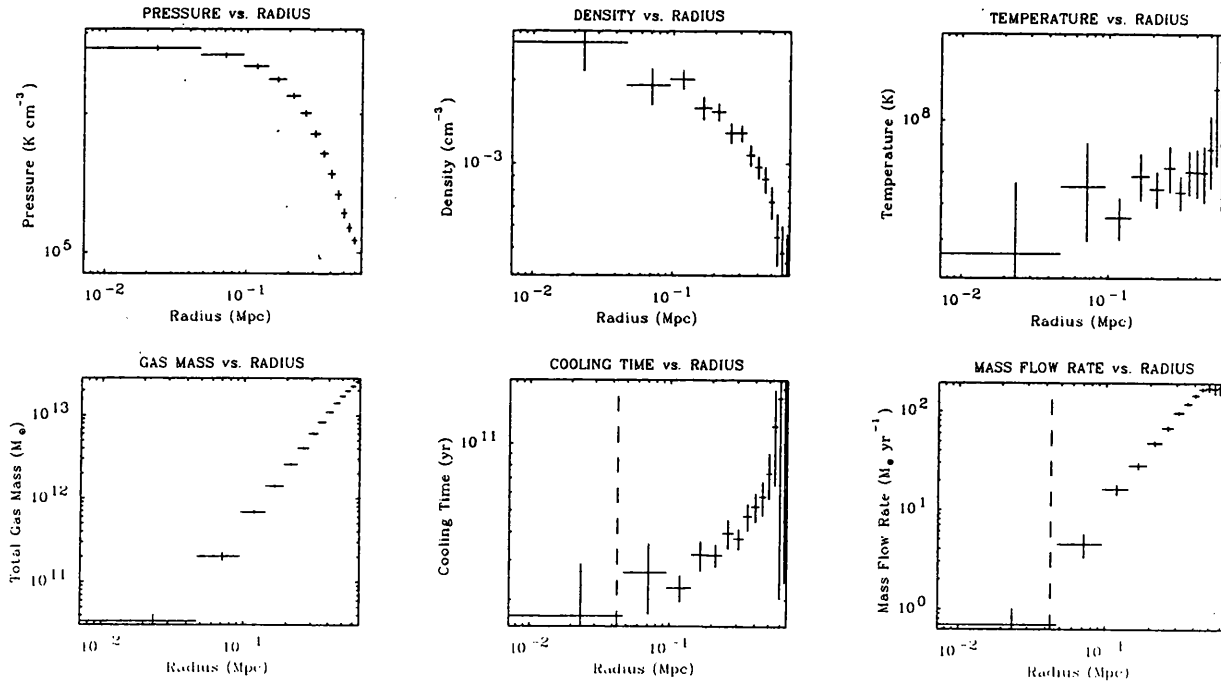 PRESSURE vs. RADIUS
Pressure (K cm⁻³)
10⁵
10⁻² 10⁻¹
Radius (Mpc)
DENSITY vs. RADIUS
Density (cm⁻³)
10⁻³
10⁻² 10⁻¹
Radius (Mpc)
TEMPERATURE vs. RADIUS
Temperature (K)
10⁸
10⁻² 10⁻¹
Radius (Mpc)
GAS MASS vs. RADIUS
Total Gas Mass (M⊙)
10¹³
10¹²
10¹¹
10⁻² 10⁻¹
Radius (Mpc)
COOLING TIME vs. RADIUS
Cooling Time (yr)
10¹¹
10⁻² 10⁻¹
Radius (Mpc)
MASS FLOW RATE vs. RADIUS
Mass Flow Rate (M⊙ yr⁻¹)
10²
10¹
10⁰
10⁻² 10⁻¹
Radius (Mpc)